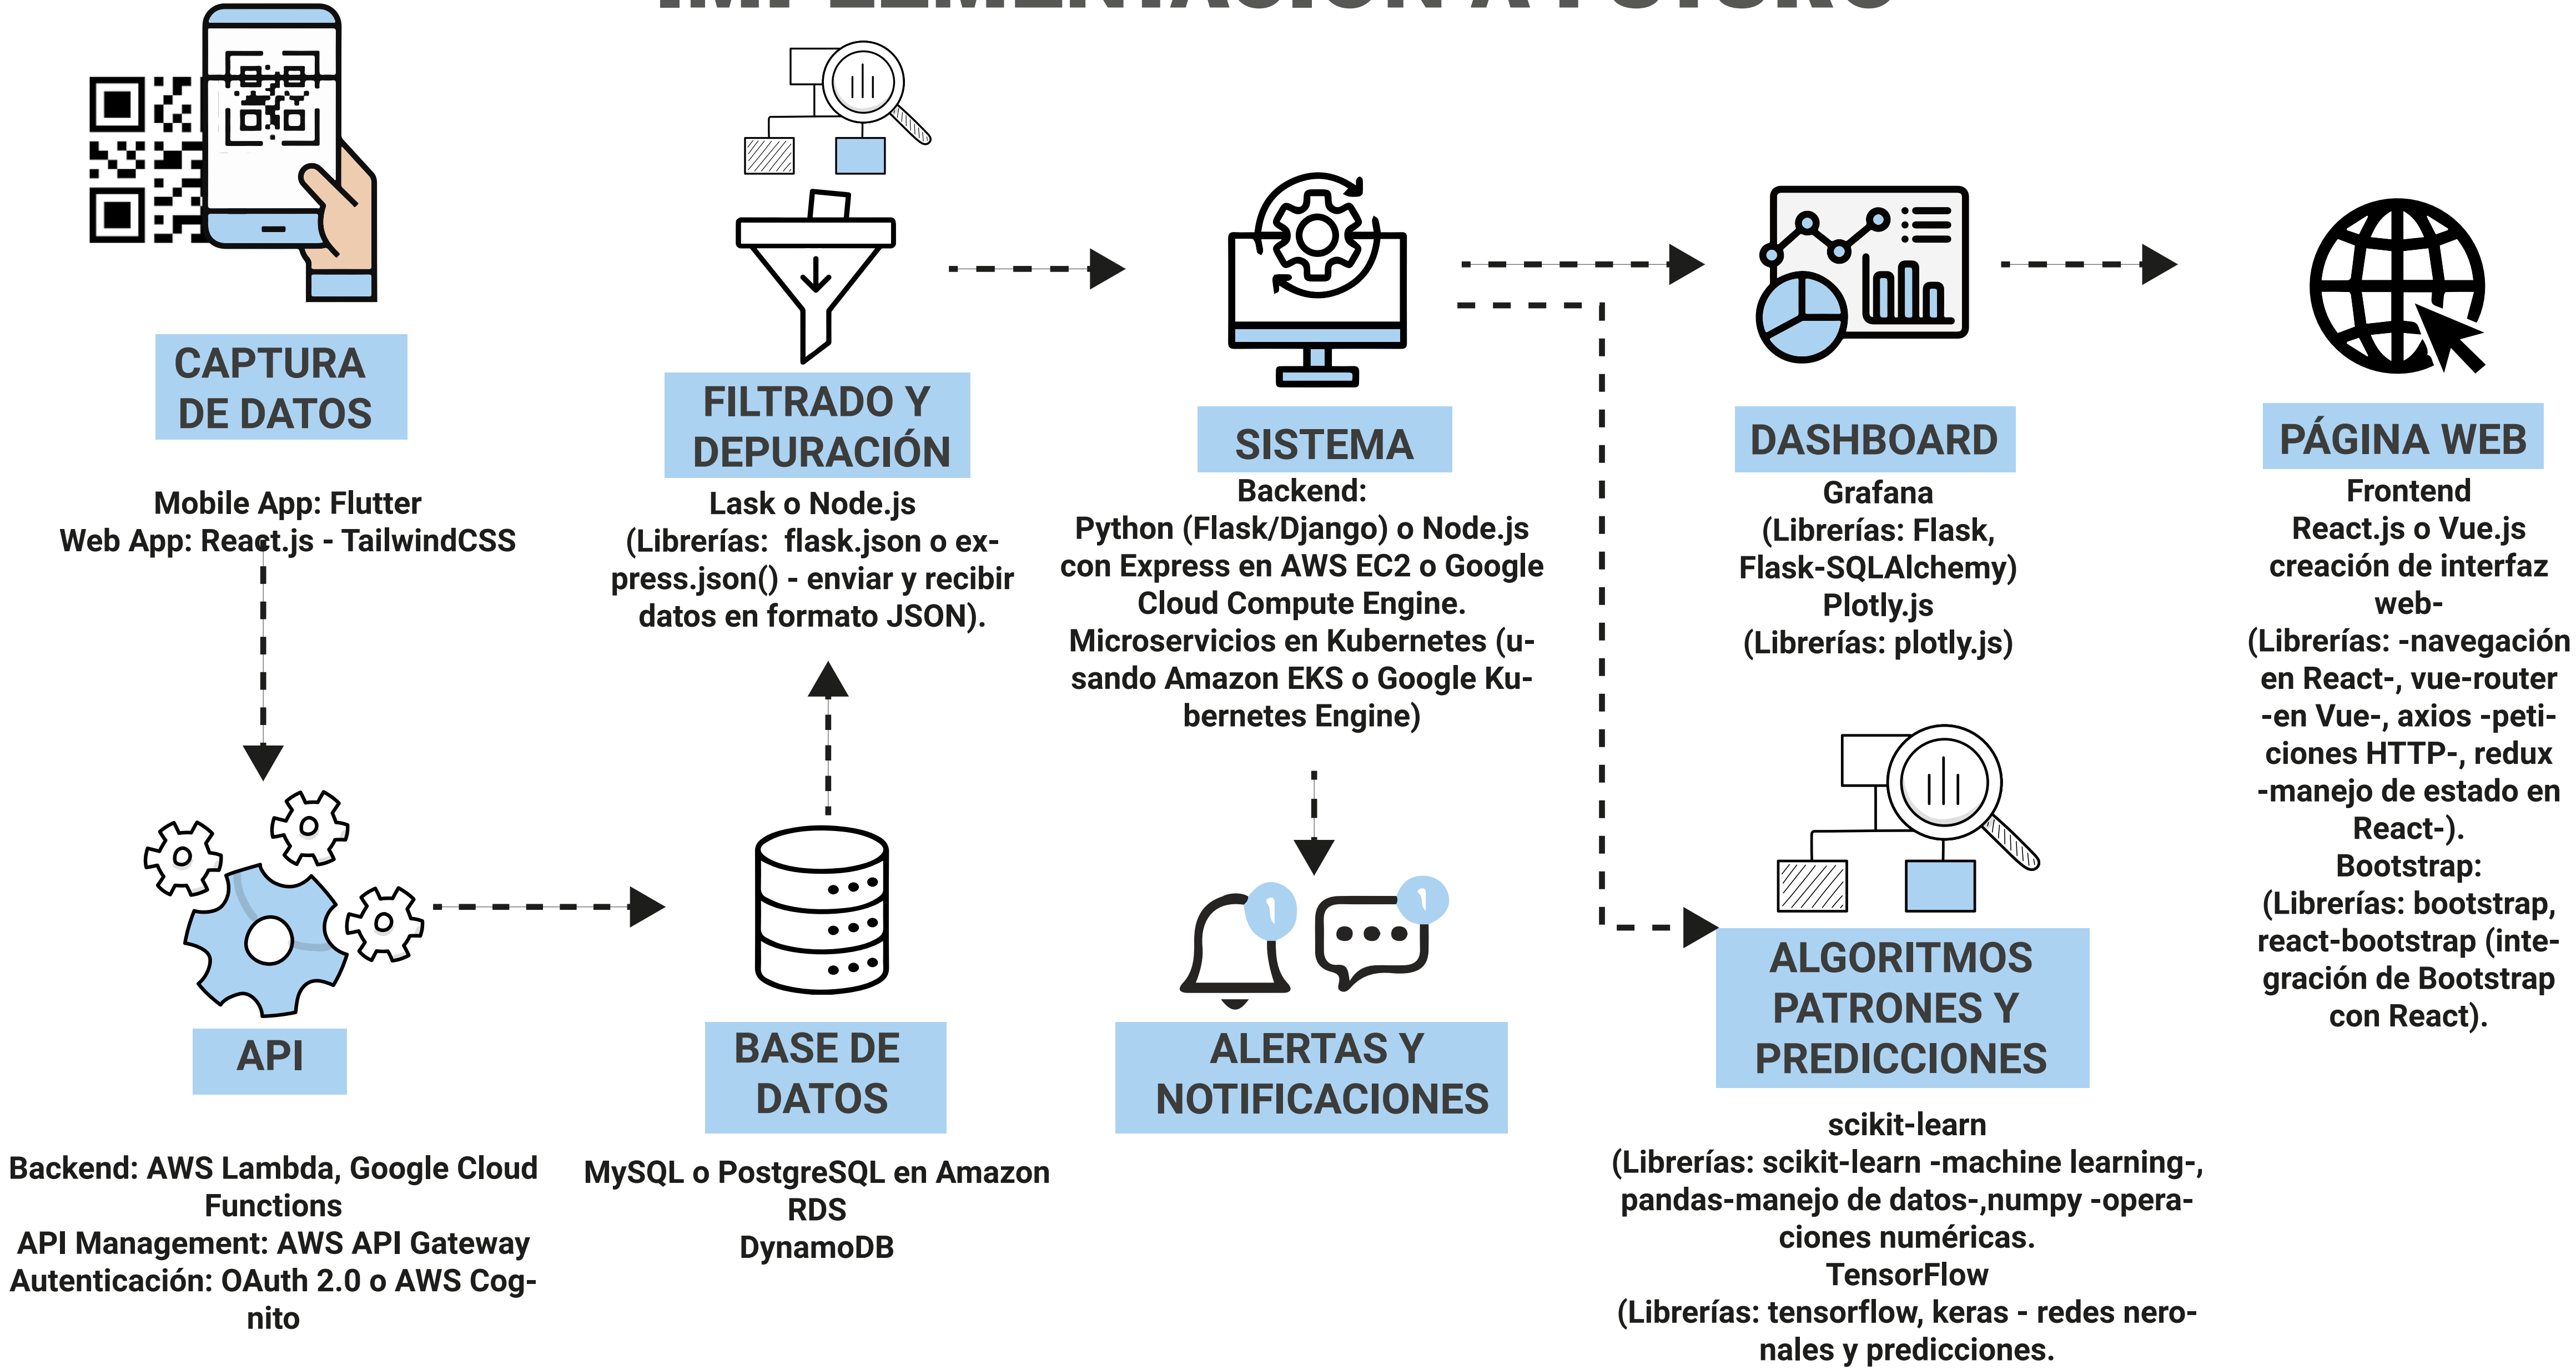 IMPLEMENTACIÓN A FUTURO
CAPTURA
DE DATOS
Mobile App: Flutter
Web App: React.js - TailwindCSS
API
Backend: AWS Lambda, Google Cloud
Functions
API Management: AWS API Gateway
Autenticación: OAuth 2.0 o AWS Cog-
nito
BASE DE
DATOS
MySQL o PostgreSQL en Amazon
RDS
DynamoDB
FILTRADO Y
DEPURACIÓN
Lask o Node.js
(Librerías:  flask.json o ex-
press.json() - enviar y recibir
datos en formato JSON).
SISTEMA
Backend:
Python (Flask/Django) o Node.js
con Express en AWS EC2 o Google
Cloud Compute Engine.
Microservicios en Kubernetes (u-
sando Amazon EKS o Google Ku-
bernetes Engine)
1
1
ALERTAS Y
NOTIFICACIONES
DASHBOARD
Grafana
(Librerías: Flask,
Flask-SQLAlchemy)
Plotly.js
(Librerías: plotly.js)
ALGORITMOS
PATRONES Y
PREDICCIONES
scikit-learn
(Librerías: scikit-learn -machine learning-,
pandas-manejo de datos-,numpy -opera-
ciones numéricas.
TensorFlow
(Librerías: tensorflow, keras - redes nero-
nales y predicciones.
PÁGINA WEB
Frontend
React.js o Vue.js
creación de interfaz
web-
(Librerías: -navegación
en React-, vue-router
-en Vue-, axios -peti-
ciones HTTP-, redux
-manejo de estado en
React-).
Bootstrap:
(Librerías: bootstrap,
react-bootstrap (inte-
gración de Bootstrap
con React).